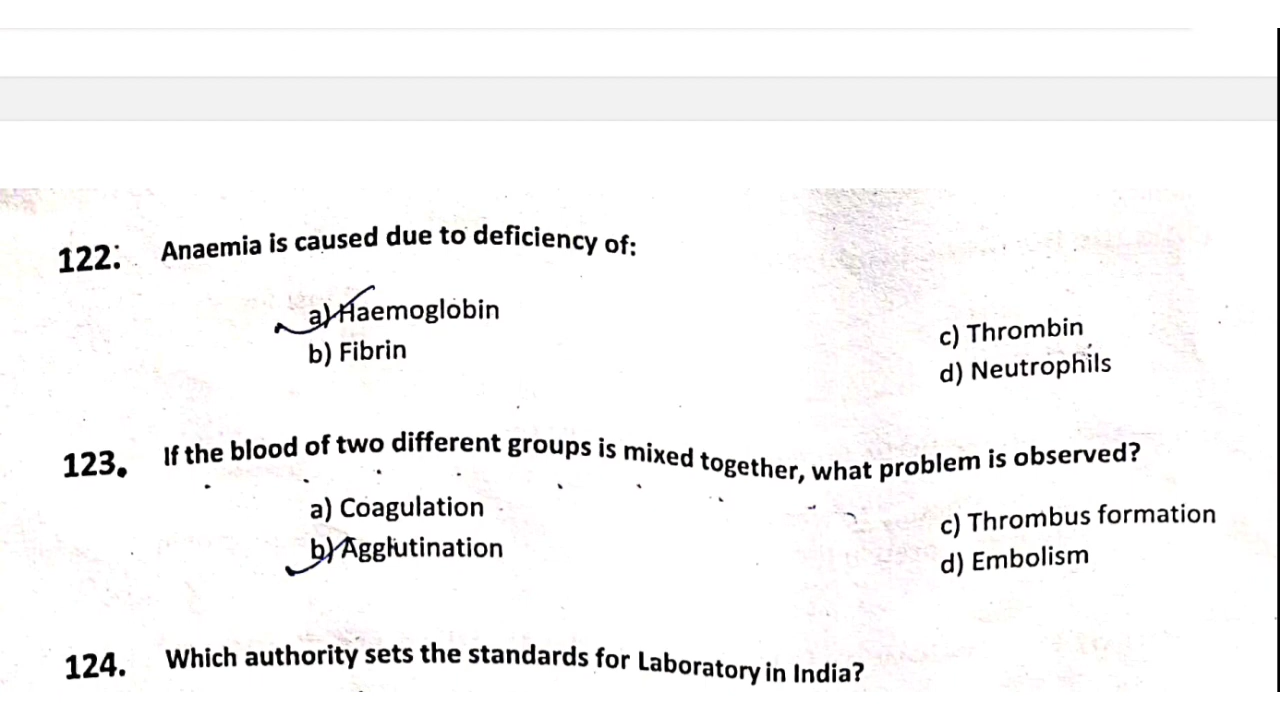 122. Anaemia is caused due to deficiency of:
a) Haemoglobin
b) Fibrin
c) Thrombin
d) Neutrophils
123. If the blood of two different groups is mixed together, what problem is observed?
a) Coagulation
b) Agglutination
c) Thrombus formation
d) Embolism
124. Which authority sets the standards for Laboratory in India?